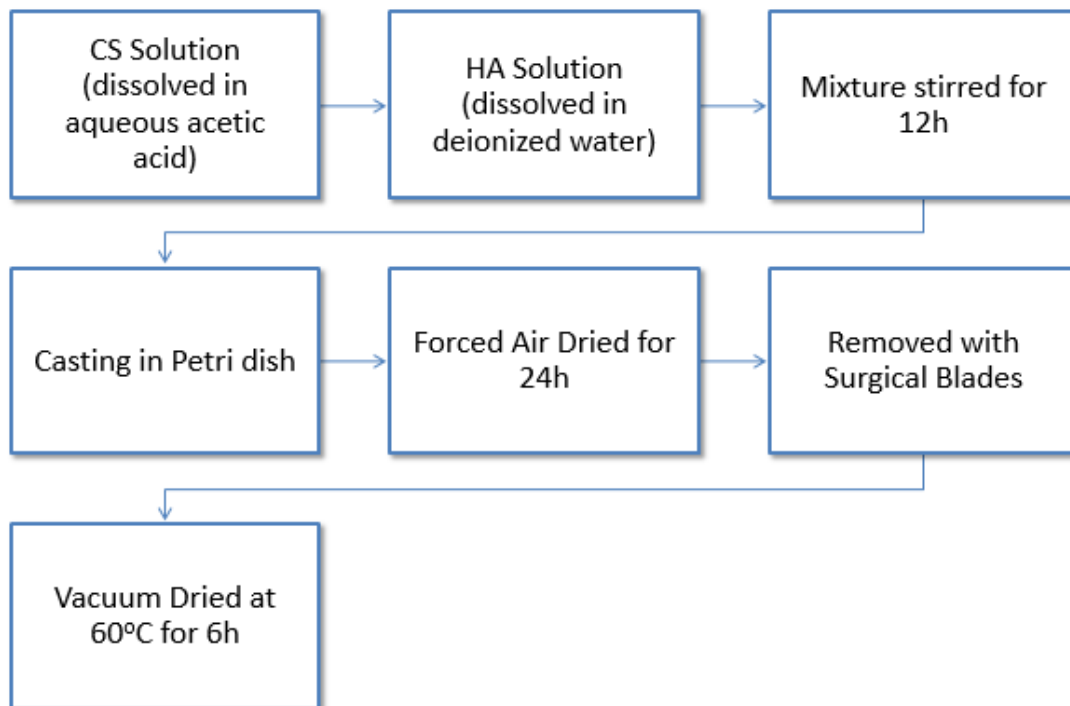 CS Solution
(dissolved in
aqueous acetic
acid)
HA Solution
(dissolved in
deionized water)
Mixture stirred for
12h
Casting in Petri dish
Forced Air Dried for
24h
Removed with
Surgical Blades
Vacuum Dried at
60ºC for 6h